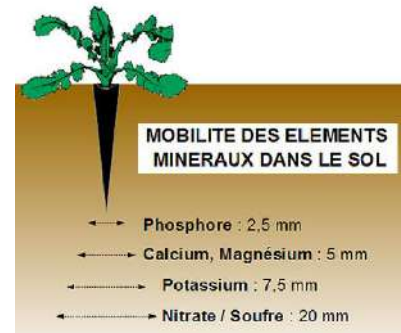 MOBILITE DES ELEMENTS
MINERAUX DANS LE SOL
Phosphore : 2,5 mm
Calcium, Magnésium : 5 mm
Potassium : 7,5 mm
Nitrate / Soufre : 20 mm